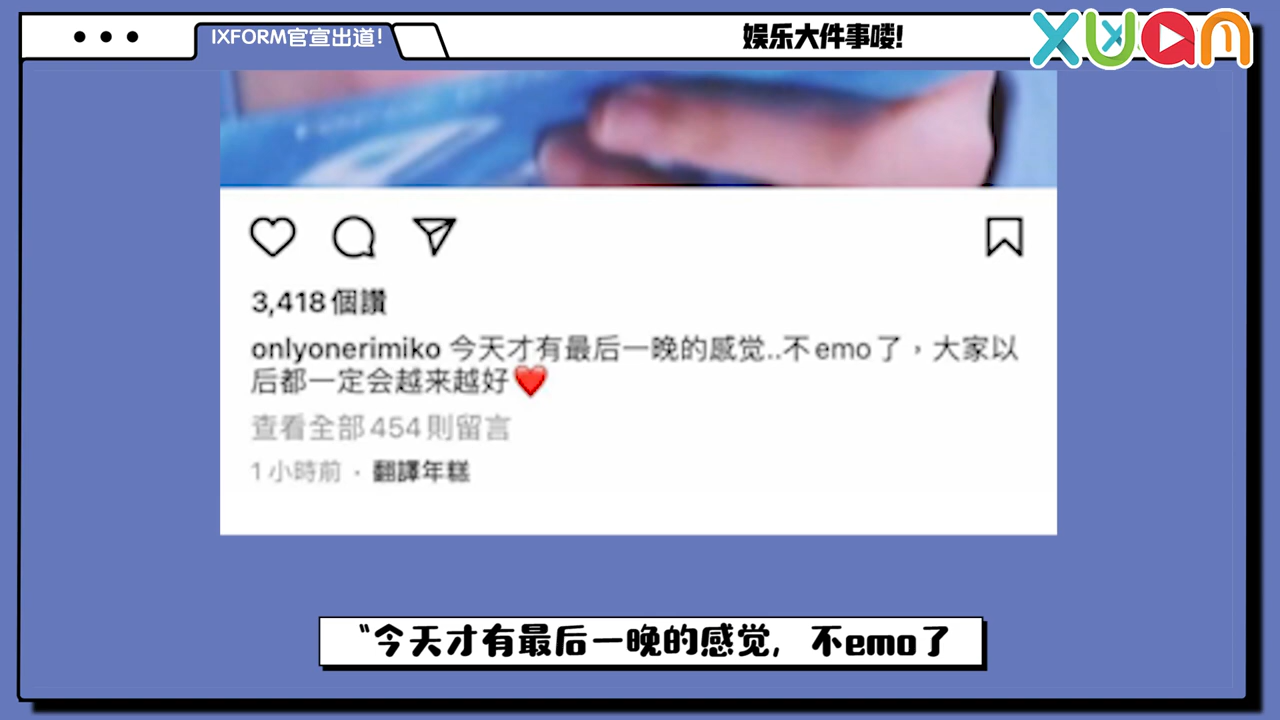 IXFORM官宣出道!
娱乐大件事喽!
XUAN
3,418 個讚
onlyonerimiko 今天才有最后一晚的感觉..不emo了，大家以
后都一定会越来越好❤️
查看全部 454 則留言
1 小時前 · 翻譯年糕
“今天才有最后一晚的感觉，不emo了